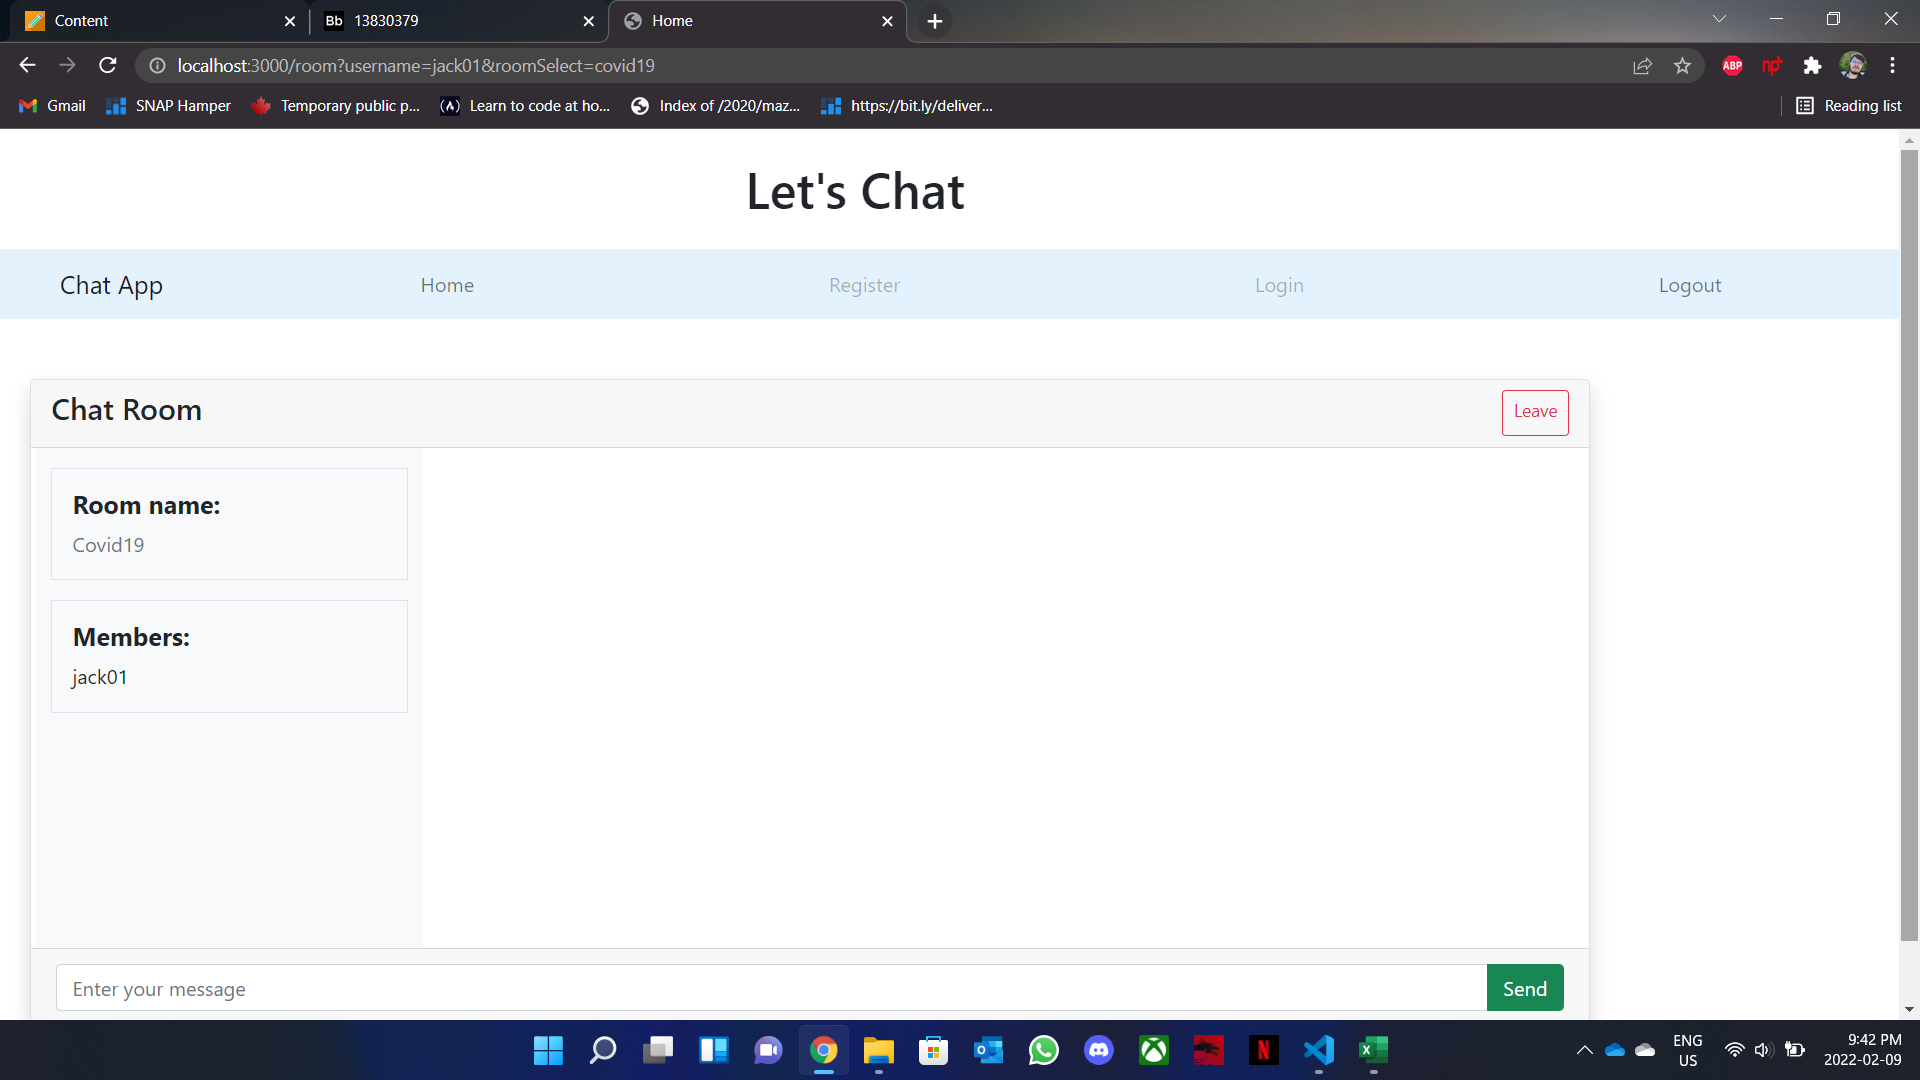 Content
Bb 13830379
Home
localhost:3000/room?username=jack01&roomSelect=covid19
ABP
np
Gmail
SNAP Hamper
Temporary public p...
(A) Learn to code at ho...
Index of /2020/maz...
https://bit.ly/deliver...
Reading list
Let's Chat
Chat App
Home
Register
Login
Logout
Chat Room
Leave
Room name:
Covid19
Members:
jack01
Enter your message
Send
ENG
US
9:42 PM
2022-02-09